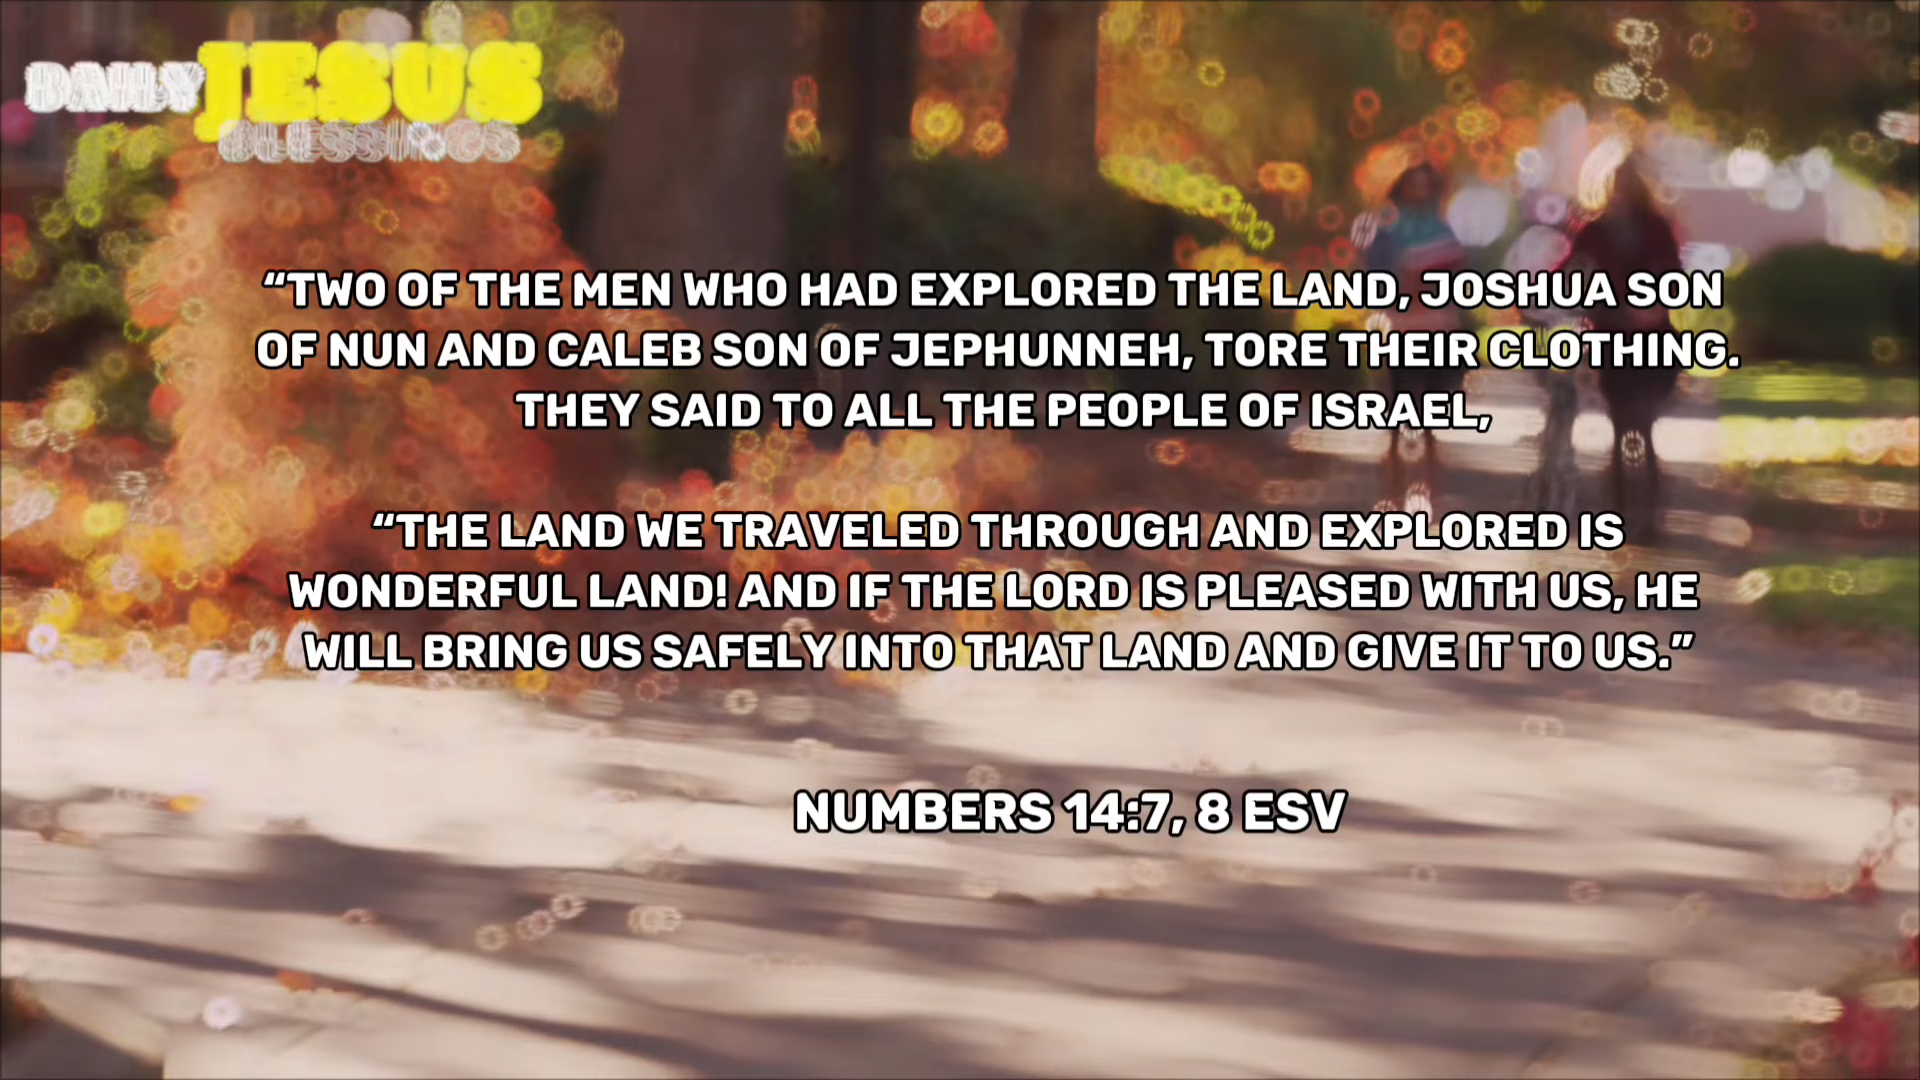 DAILY JESUS
BLESSINGS
“TWO OF THE MEN WHO HAD EXPLORED THE LAND, JOSHUA SON
OF NUN AND CALEB SON OF JEPHUNNEH, TORE THEIR CLOTHING.
THEY SAID TO ALL THE PEOPLE OF ISRAEL,
“THE LAND WE TRAVELED THROUGH AND EXPLORED IS
WONDERFUL LAND! AND IF THE LORD IS PLEASED WITH US, HE
WILL BRING US SAFELY INTO THAT LAND AND GIVE IT TO US.”
NUMBERS 14:7, 8 ESV